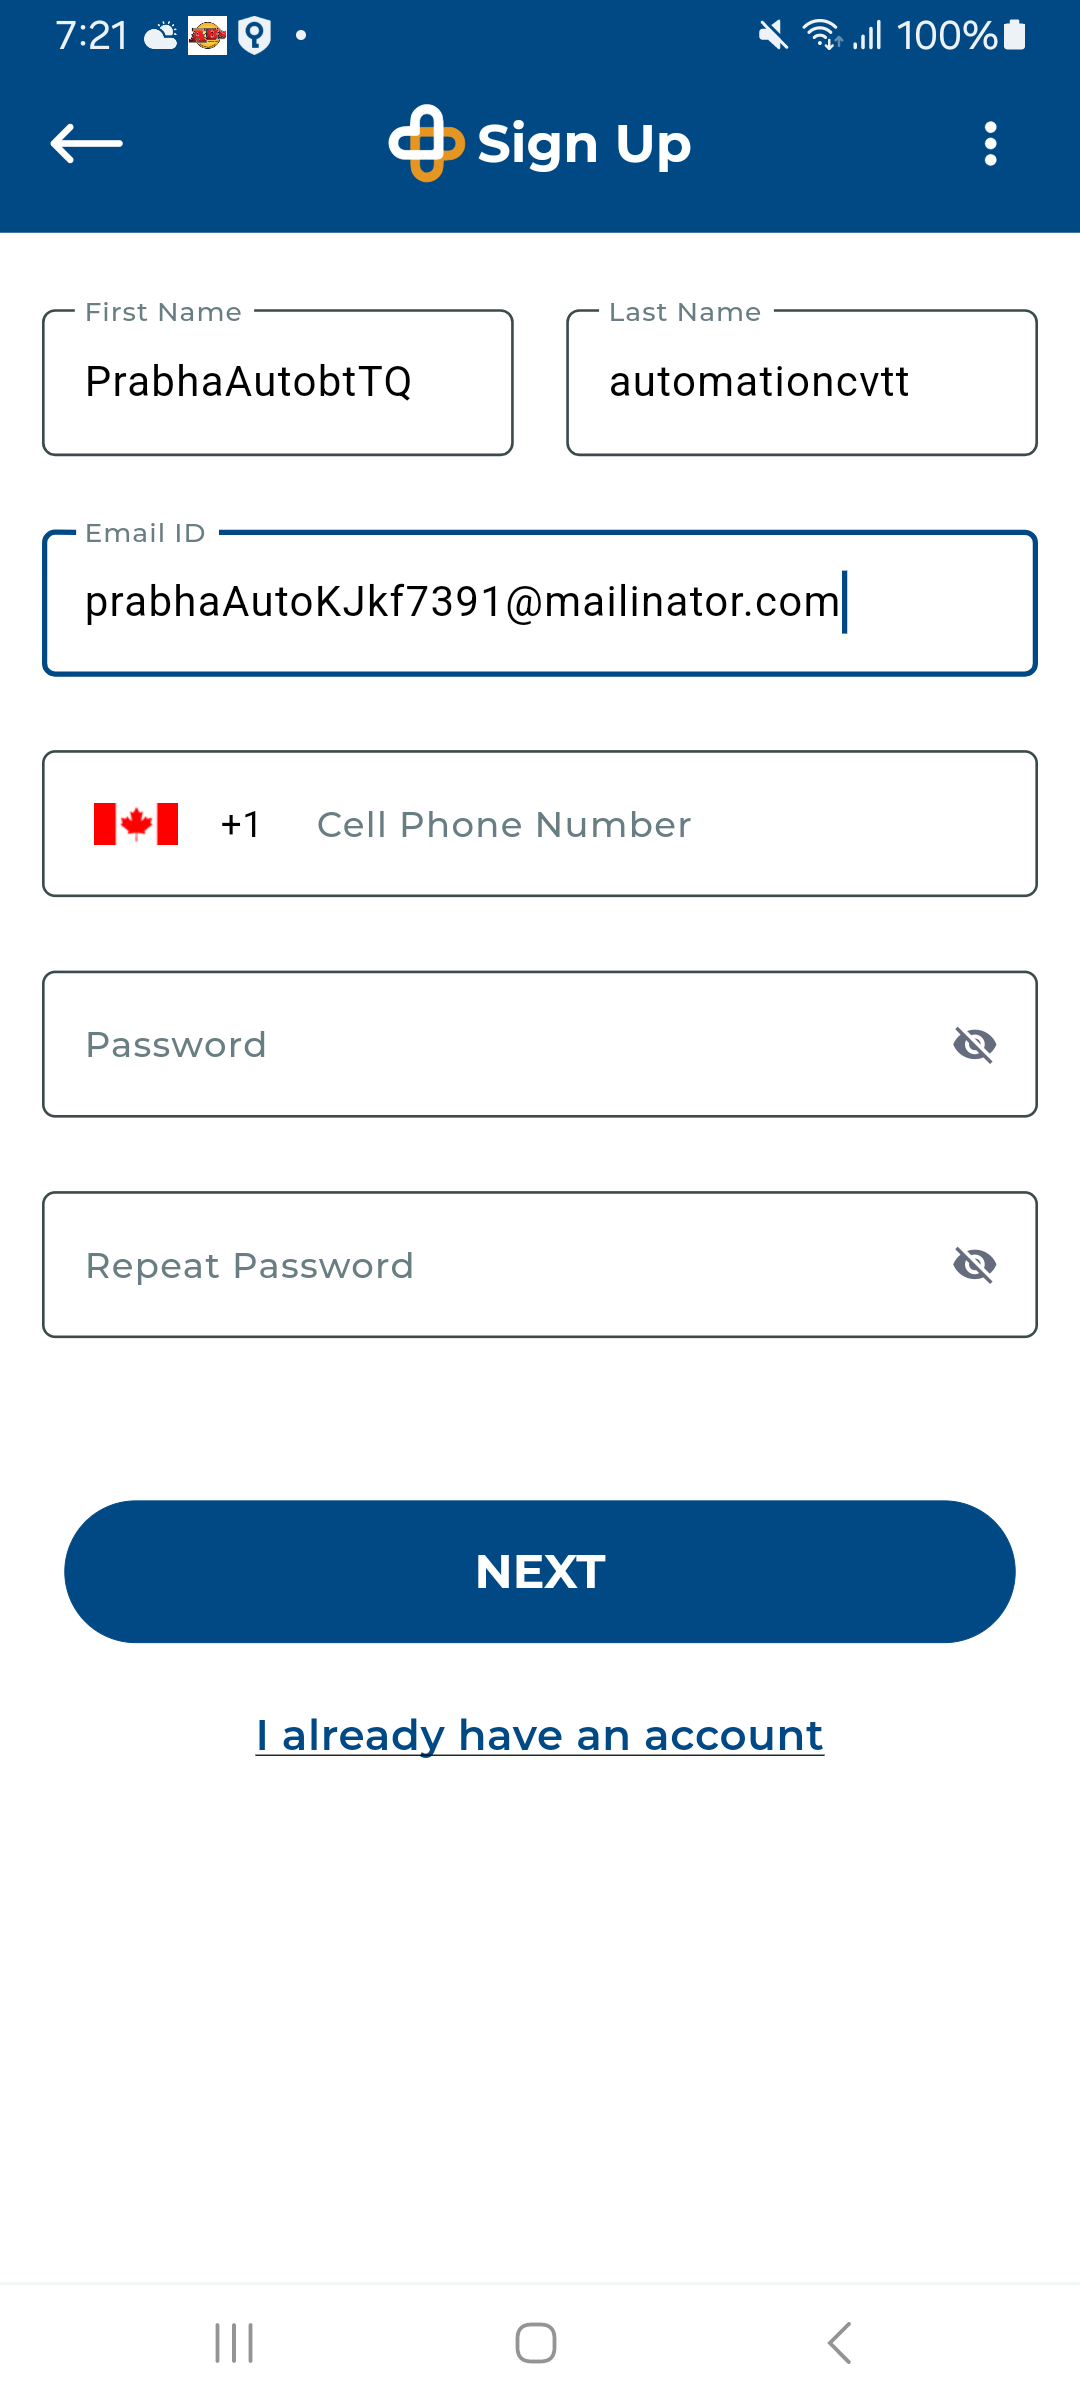 7:21 100%
Sign Up
First Name Last Name
PrabhaAutobtTQ automationcvtt
Email ID
prabhaAutoKJkf7391@mailinator.com
+1 Cell Phone Number
Password
Repeat Password
NEXT
I already have an account